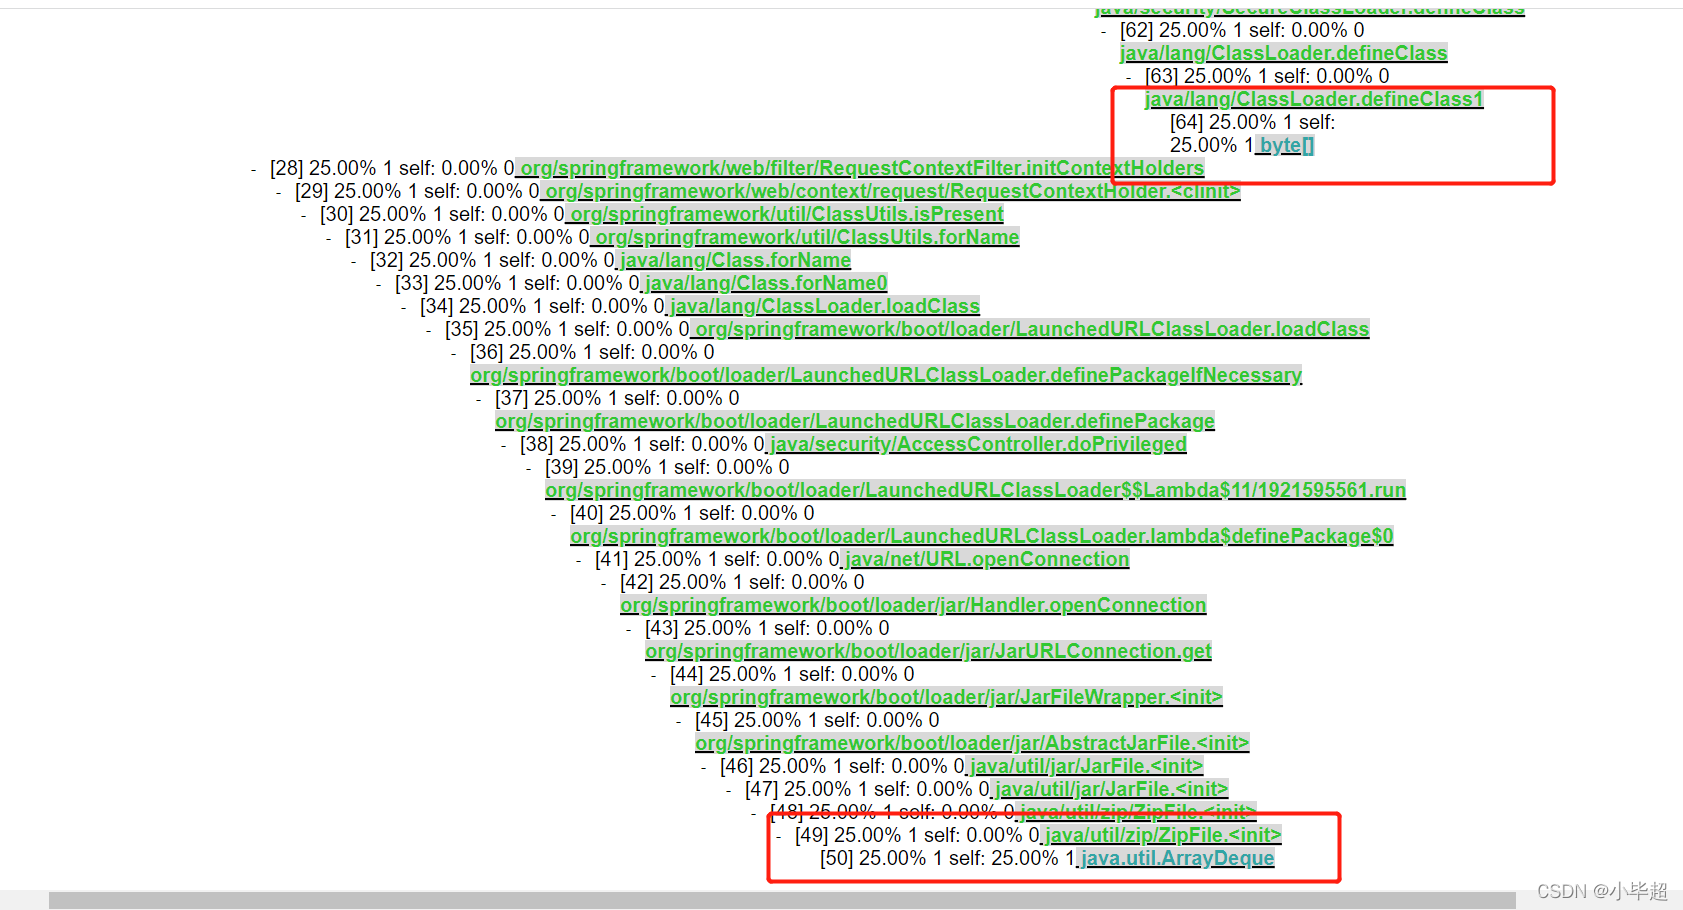 java/security/SecureClassLoader.defineClass
- [62] 25.00% 1 self: 0.00% 0
java/lang/ClassLoader.defineClass
- [63] 25.00% 1 self: 0.00% 0
java/lang/ClassLoader.defineClass1
[64] 25.00% 1 self:
25.00% 1 byte[]
- [28] 25.00% 1 self: 0.00% 0 org/springframework/web/filter/RequestContextFilter.initContextHolders
- [29] 25.00% 1 self: 0.00% 0 org/springframework/web/context/request/RequestContextHolder.<clinit>
- [30] 25.00% 1 self: 0.00% 0 org/springframework/util/ClassUtils.isPresent
- [31] 25.00% 1 self: 0.00% 0 org/springframework/util/ClassUtils.forName
- [32] 25.00% 1 self: 0.00% 0 java/lang/Class.forName
- [33] 25.00% 1 self: 0.00% 0 java/lang/Class.forName0
- [34] 25.00% 1 self: 0.00% 0 java/lang/ClassLoader.loadClass
- [35] 25.00% 1 self: 0.00% 0 org/springframework/boot/loader/LaunchedURLClassLoader.loadClass
- [36] 25.00% 1 self: 0.00% 0
org/springframework/boot/loader/LaunchedURLClassLoader.definePackageIfNecessary
- [37] 25.00% 1 self: 0.00% 0
org/springframework/boot/loader/LaunchedURLClassLoader.definePackage
- [38] 25.00% 1 self: 0.00% 0 java/security/AccessController.doPrivileged
- [39] 25.00% 1 self: 0.00% 0
org/springframework/boot/loader/LaunchedURLClassLoader$$Lambda$11/1921595561.run
- [40] 25.00% 1 self: 0.00% 0
org/springframework/boot/loader/LaunchedURLClassLoader.lambda$definePackage$0
- [41] 25.00% 1 self: 0.00% 0 java/net/URL.openConnection
- [42] 25.00% 1 self: 0.00% 0
org/springframework/boot/loader/jar/Handler.openConnection
- [43] 25.00% 1 self: 0.00% 0
org/springframework/boot/loader/jar/JarURLConnection.get
- [44] 25.00% 1 self: 0.00% 0
org/springframework/boot/loader/jar/JarFileWrapper.<init>
- [45] 25.00% 1 self: 0.00% 0
org/springframework/boot/loader/jar/AbstractJarFile.<init>
- [46] 25.00% 1 self: 0.00% 0 java/util/jar/JarFile.<init>
- [47] 25.00% 1 self: 0.00% 0 java/util/jar/JarFile.<init>
- [48] 25.00% 1 self: 0.00% 0 java/util/zip/ZipFile.<init>
- [49] 25.00% 1 self: 0.00% 0 java/util/zip/ZipFile.<init>
[50] 25.00% 1 self: 25.00% 1 java.util.ArrayDeque
CSDN @小毕超